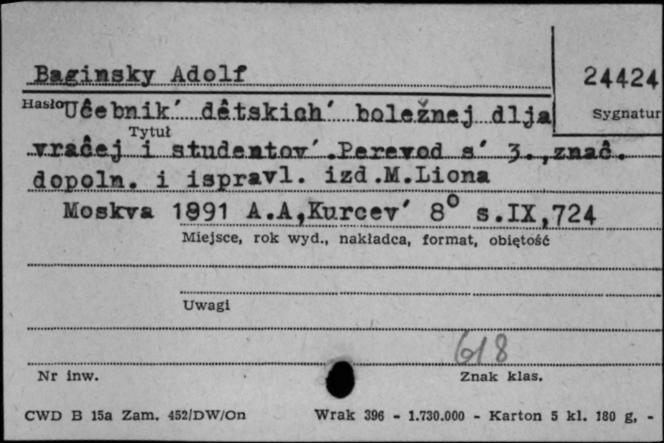 Baginsky Adolf
24424
Hasło Učebnik′ dêtskich′ boležnej dlja
Sygnatur
Tytuł
vračej i studentov′.Perevod s′ 3.,znač.
dopoln. i ispravl. izd.M.Liona
Moskva 1891 A.A,Kurcev′ 8° s.IX,724
Miejsce, rok wyd., nakładca, format, objętość
Uwagi
618
Nr inw.
Znak klas.
CWD B 15a Zam. 452/DW/On Wrak 396 - 1.730.000 - Karton 5 kl. 180 g, -